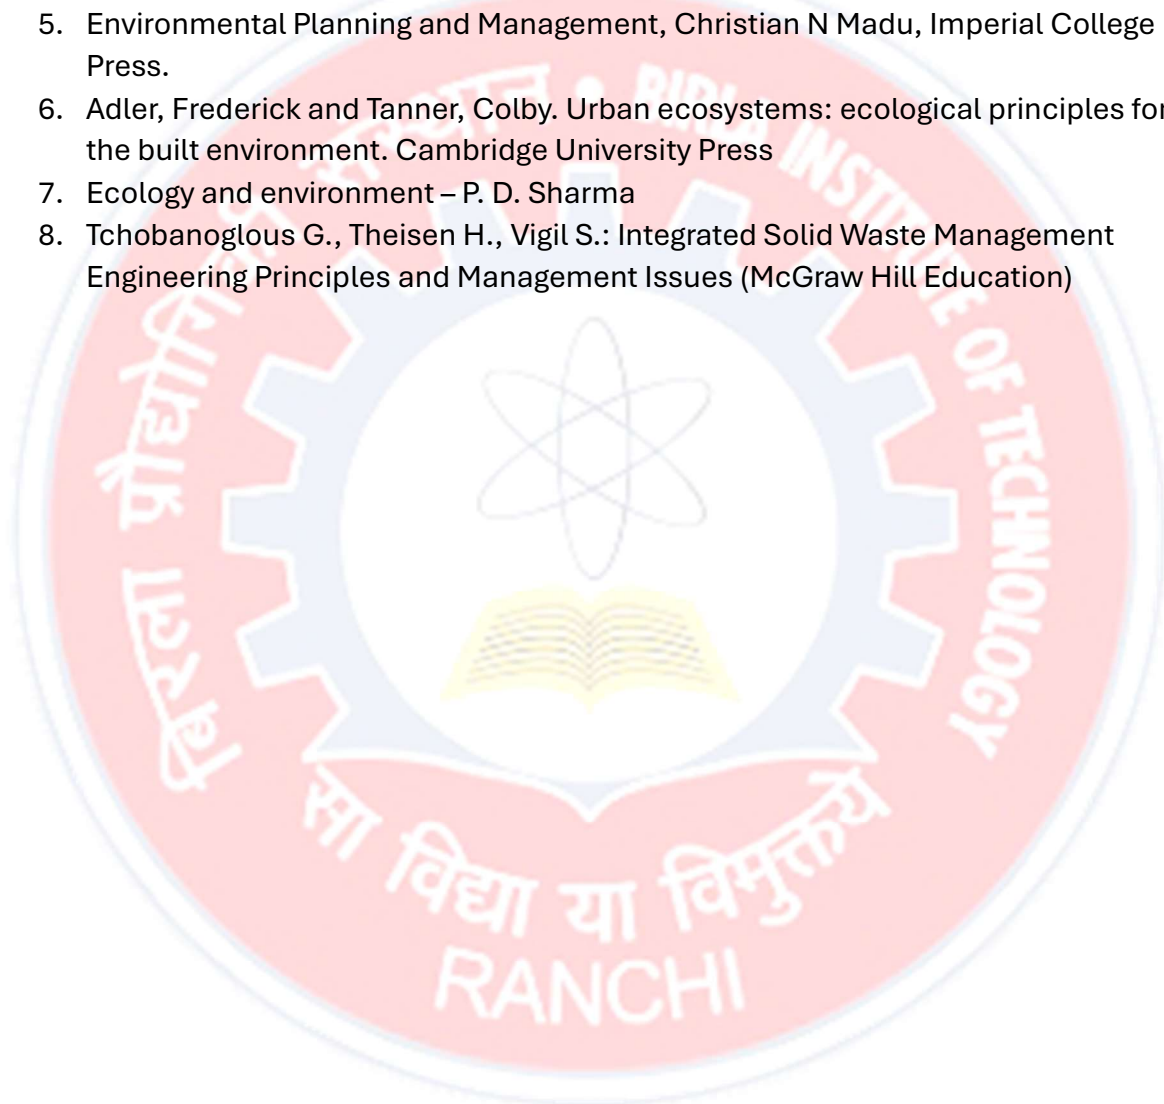 5. Environmental Planning and Management, Christian N Madu, Imperial College
Press.
6. Adler, Frederick and Tanner, Colby. Urban ecosystems: ecological principles for
the built environment. Cambridge University Press
7. Ecology and environment – P. D. Sharma
8. Tchobanoglous G., Theisen H., Vigil S.: Integrated Solid Waste Management
Engineering Principles and Management Issues (McGraw Hill Education)
बिरला प्रौद्योगिकी संस्थान • BIRLA INSTITUTE OF TECHNOLOGY
सा विद्या या विमुक्तये
RANCHI